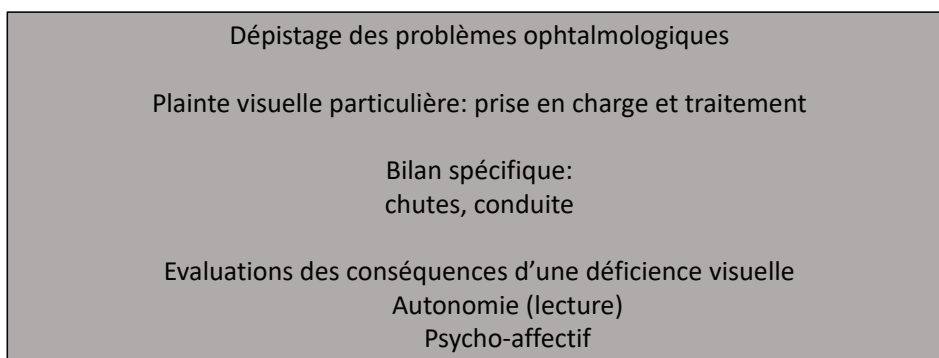 Dépistage des problèmes ophtalmologiques
Plainte visuelle particulière: prise en charge et traitement
Bilan spécifique:
chutes, conduite
Evaluations des conséquences d'une déficience visuelle
Autonomie (lecture)
Psycho-affectif